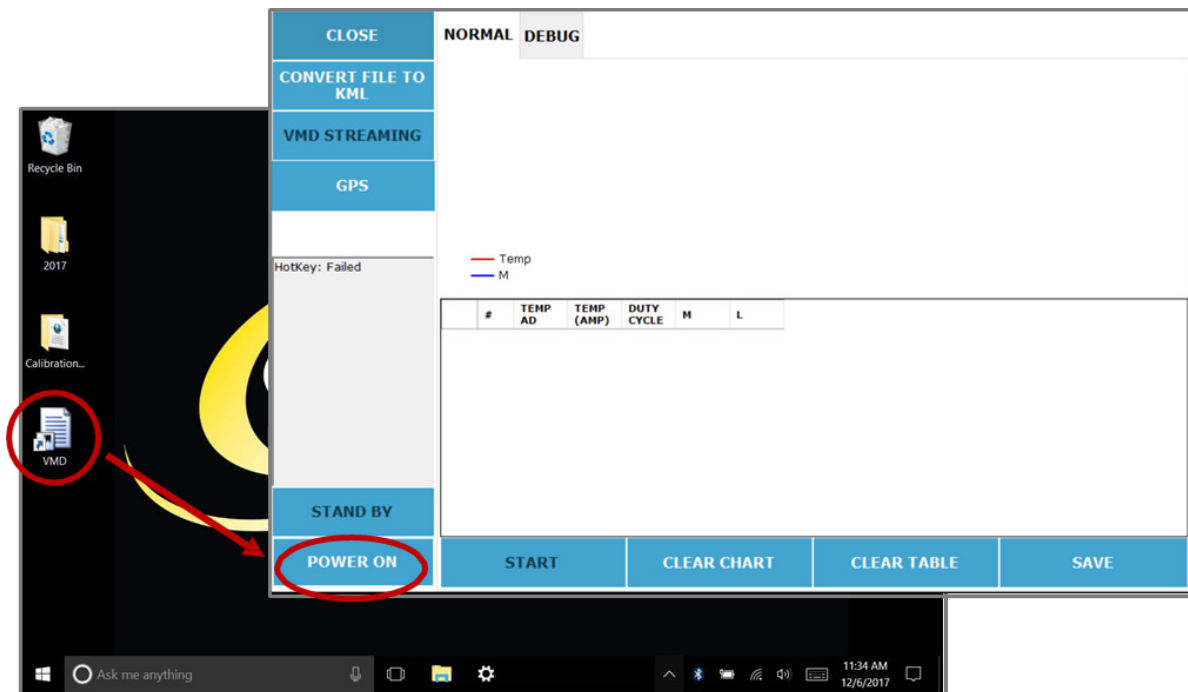 CLOSE
NORMAL DEBUG
CONVERT FILE TO
KML
VMD STREAMING
GPS
HotKey: Failed
Temp
M
# TEMP AD TEMP (AMP) DUTY CYCLE M L
STAND BY
POWER ON
START CLEAR CHART CLEAR TABLE SAVE
Recycle Bin
2017
Calibration...
VMD
Ask me anything
11:34 AM
12/6/2017